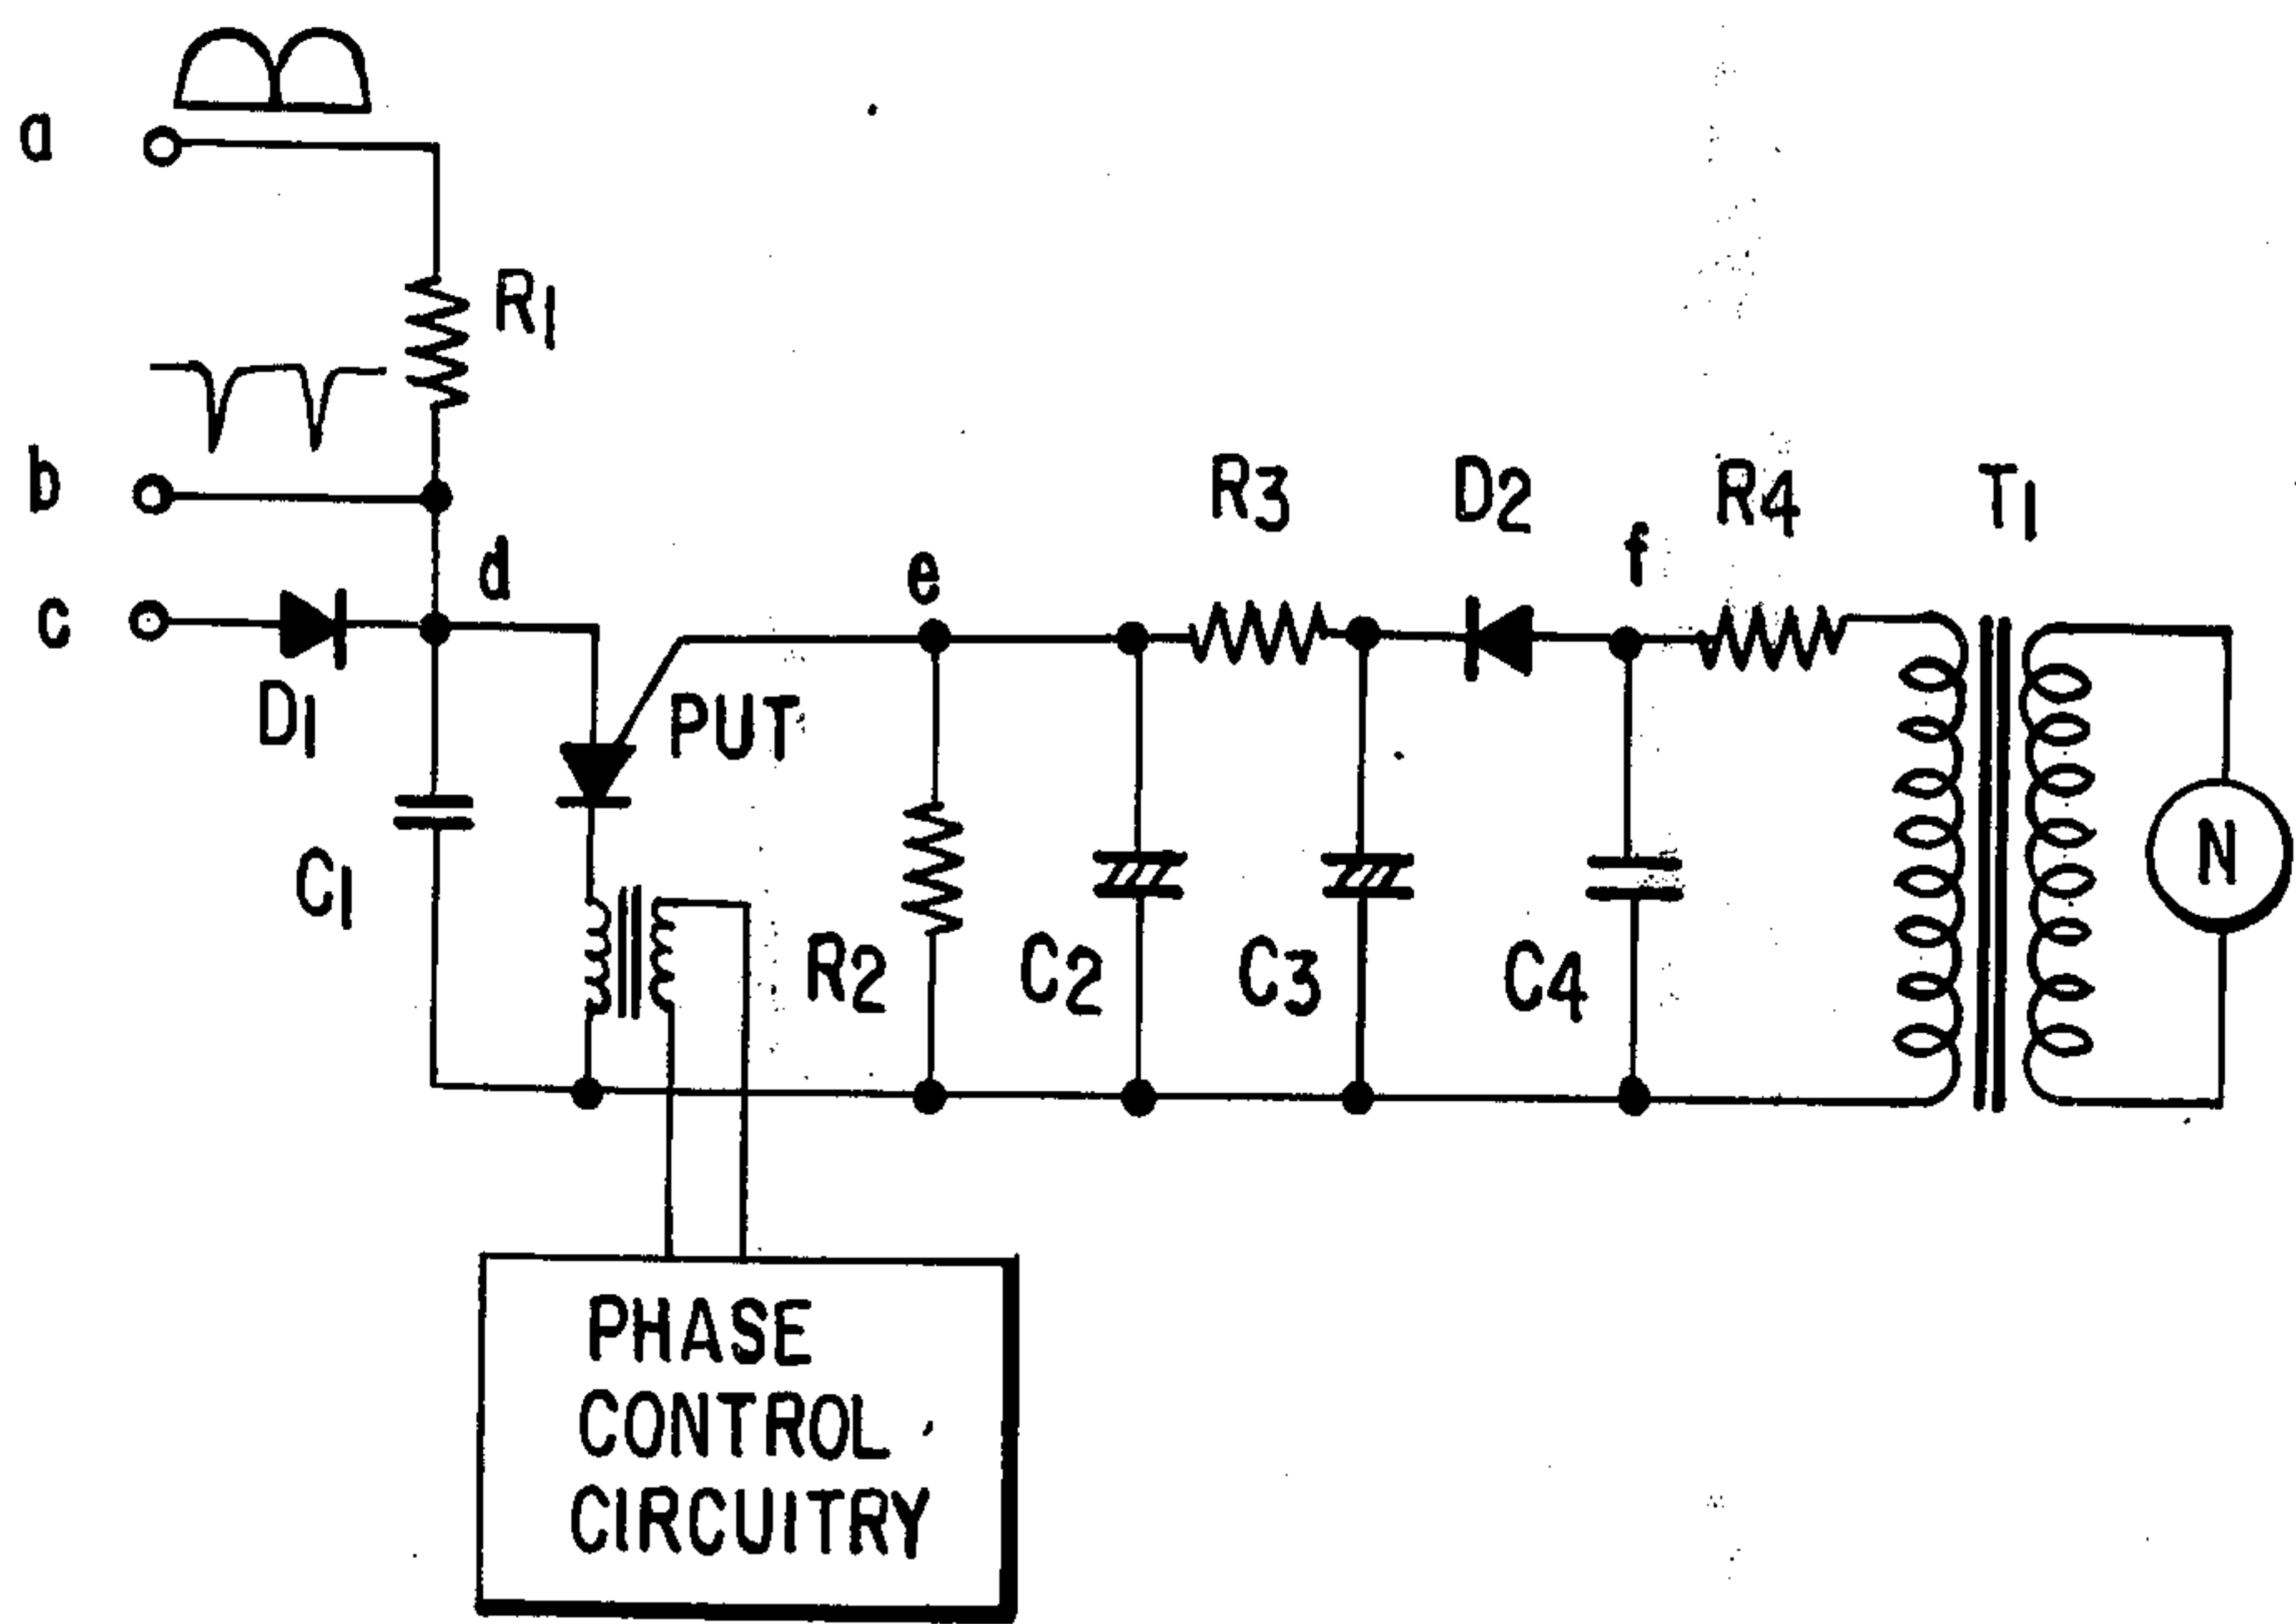 a
R1
b
c
d
D1
C1
PUT
e
R2
C2
R3
C3
D2
f
C4
R4
T1
N
PHASE
CONTROL
CIRCUITRY